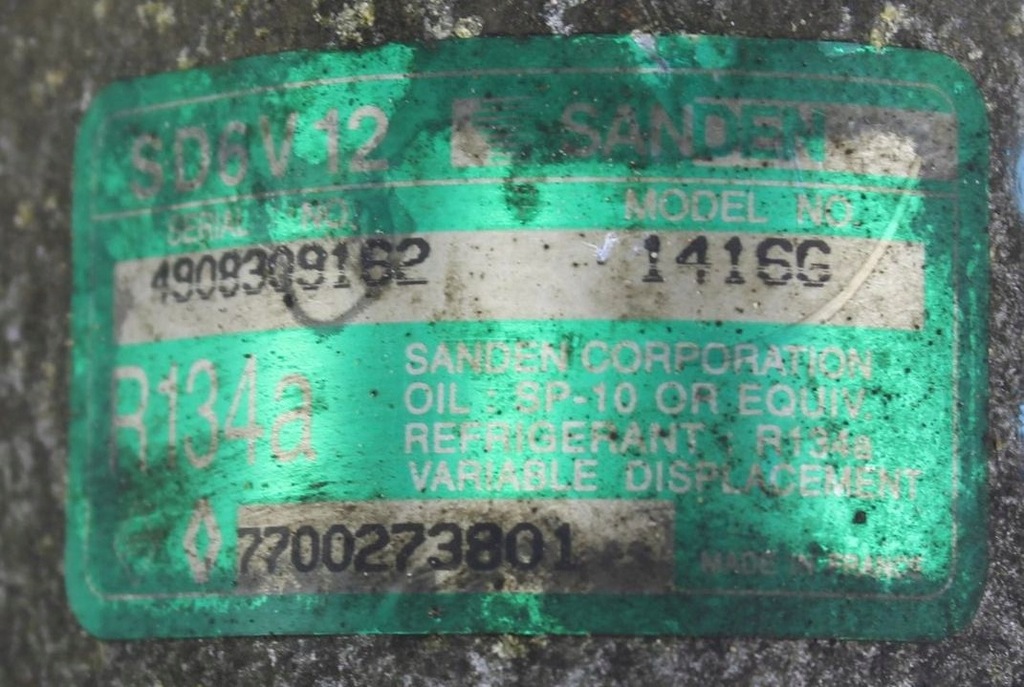 SD6V12 SANDEN
SERIAL NO. MODEL NO.
4909309162 1416G
R134a
SANDEN CORPORATION
OIL : SP-10 OR EQUIV.
REFRIGERANT : R134a
VARIABLE DISPLACEMENT
7700273801
MADE IN FRANCE